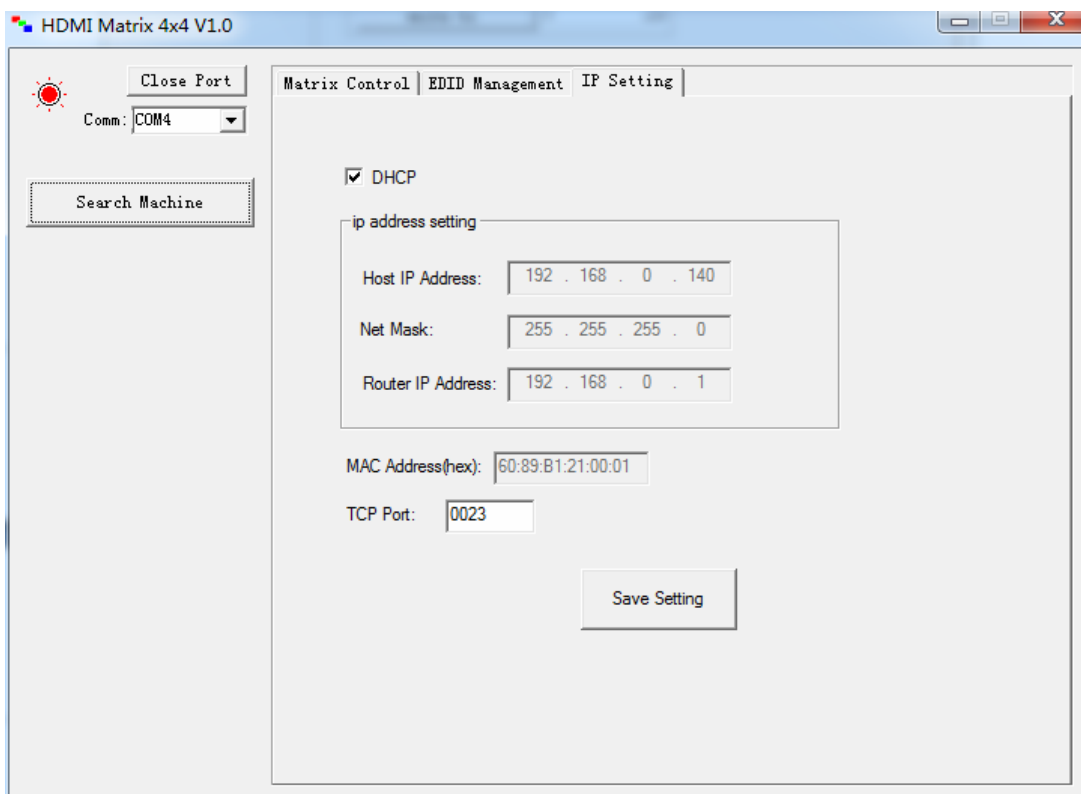 HDMI Matrix 4x4 V1.0
Close Port
Comm: COM4
Search Machine
Matrix Control EDID Management IP Setting
DHCP
ip address setting
Host IP Address: 192 . 168 . 0 . 140
Net Mask: 255 . 255 . 255 . 0
Router IP Address: 192 . 168 . 0 . 1
MAC Address(hex): 60:89:B1:21:00:01
TCP Port: 0023
Save Setting